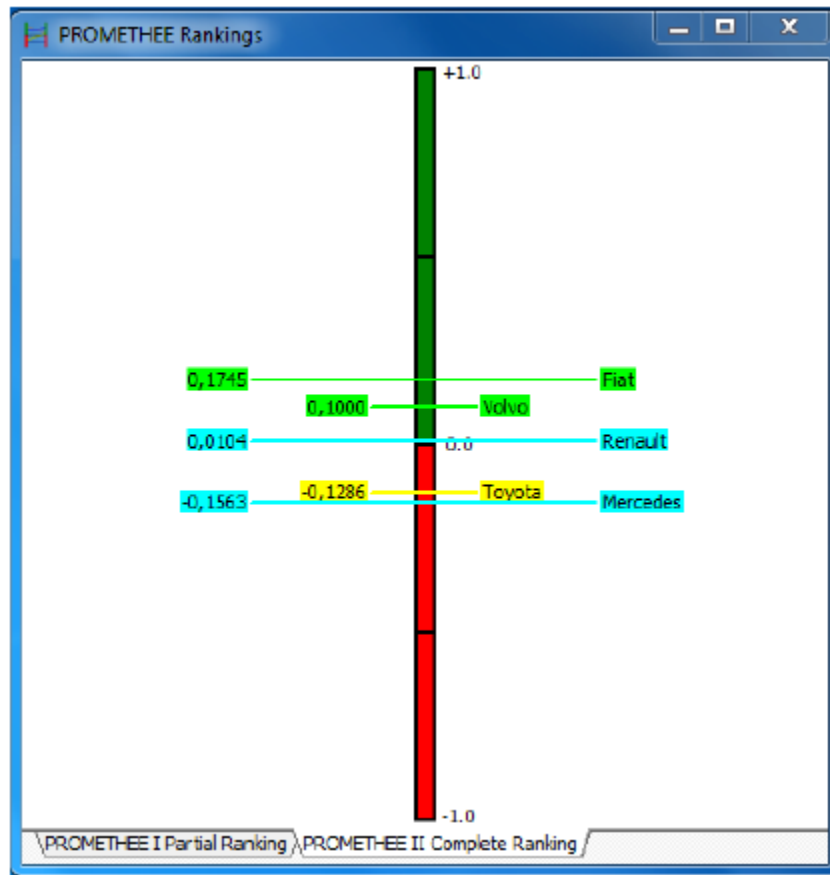 PROMETHEE Rankings
+1.0
0,1745 Fiat
0,1000 Volvo
0,0104 Renault
0.0
-0,1286 Toyota
-0,1563 Mercedes
-1.0
PROMETHEE I Partial Ranking PROMETHEE II Complete Ranking